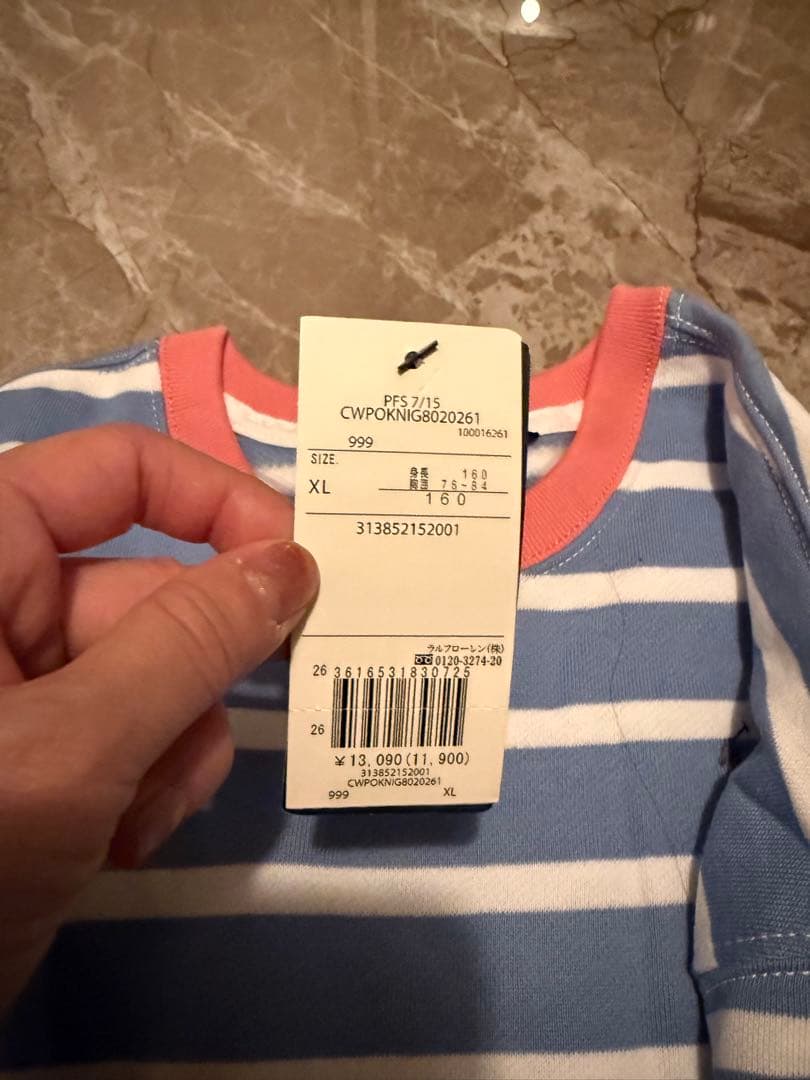 PFS 7/15
CWPOKNIG8020261
100016261
999
SIZE.
身長 160
XL
胸囲 76~84
160
313852152001
ラルフローレン(株)
0120-3274-20
26 3616531830725
26
¥13,090(11,900)
313852152001
CWPOKNIG8020261
999 XL